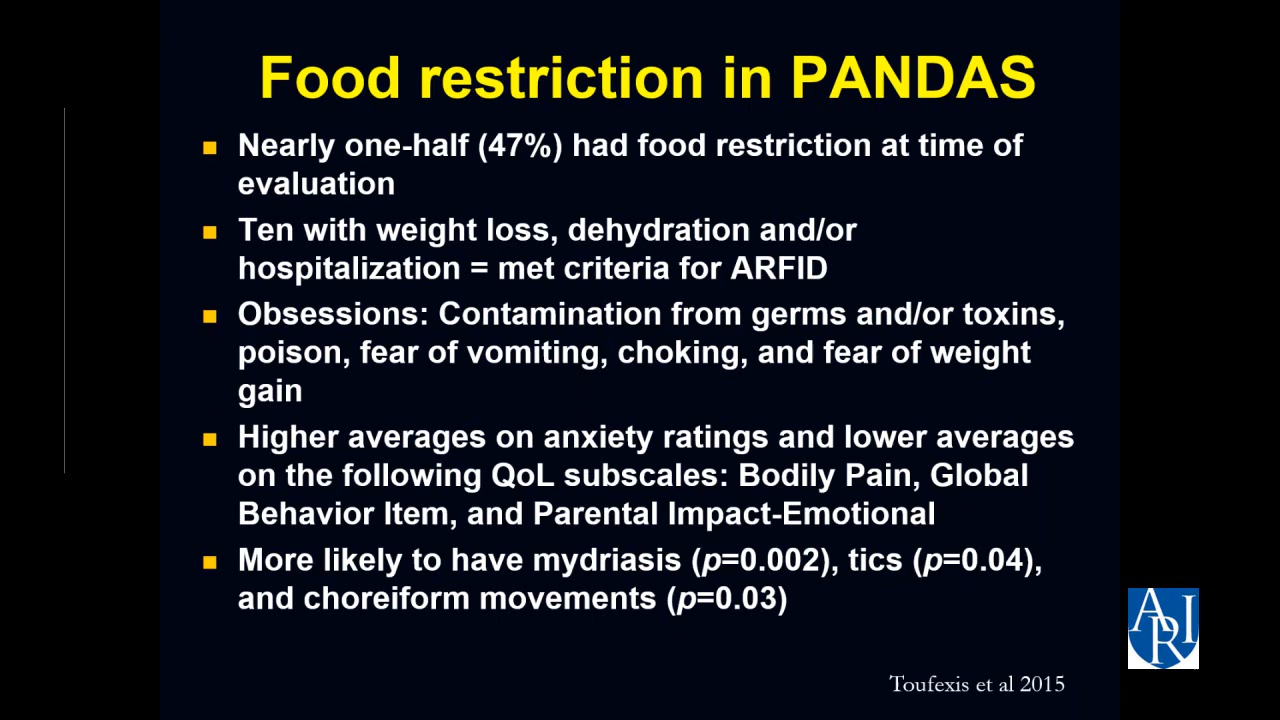 Food restriction in PANDAS
Nearly one-half (47%) had food restriction at time of
evaluation
Ten with weight loss, dehydration and/or
hospitalization = met criteria for ARFID
Obsessions: Contamination from germs and/or toxins,
poison, fear of vomiting, choking, and fear of weight
gain
Higher averages on anxiety ratings and lower averages
on the following QoL subscales: Bodily Pain, Global
Behavior Item, and Parental Impact-Emotional
More likely to have mydriasis (p=0.002), tics (p=0.04),
and choreiform movements (p=0.03)
ARI
Toufexis et al 2015